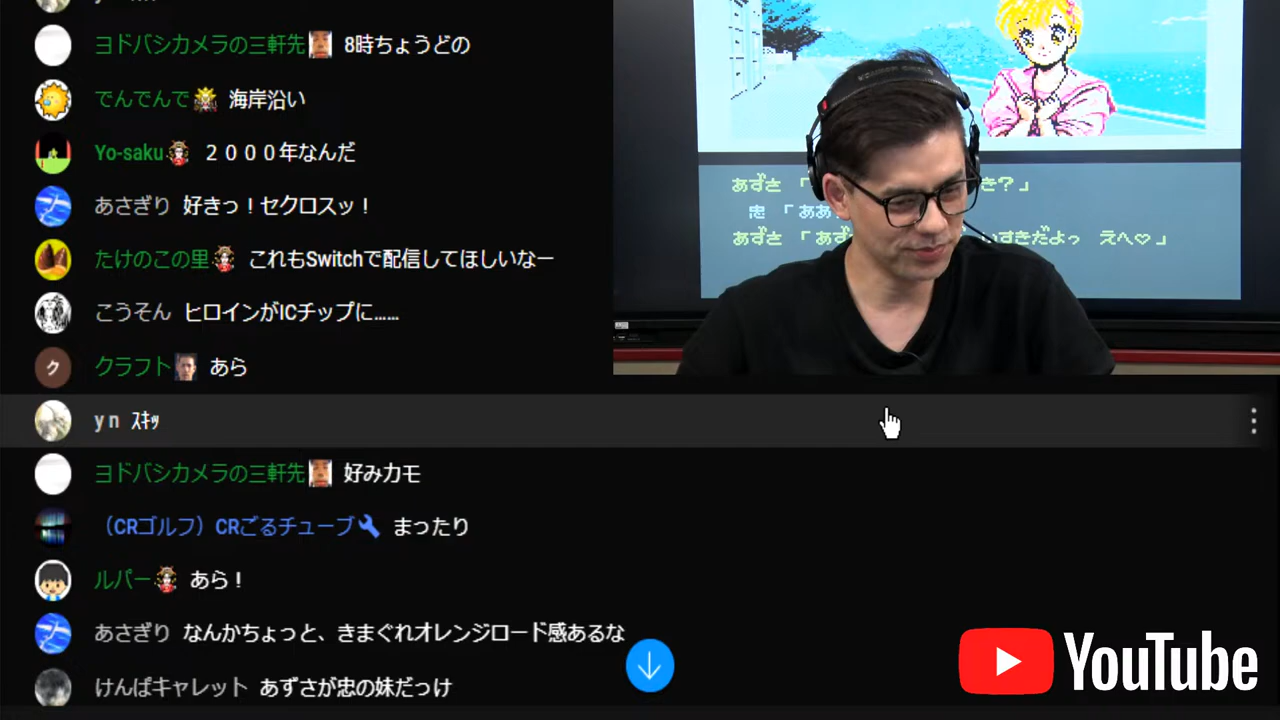 ヨドバシカメラの三軒先 8時ちょうどの
でんでんで 海岸沿い
Yo-saku ２０００年なんだ
あさぎり 好きっ！セクロスッ！
たけのこの里 これもSwitchで配信してほしいなー
こうそん ヒロインがICチップに……
クラフト あら
y n ｽｷｯ
ヨドバシカメラの三軒先 好みカモ
（CRゴルフ）CRごるチューブ まったり
ルパー あら！
あさぎり なんかちょっと、きまぐれオレンジロード感あるな
けんぱキャレット あずさが忠の妹だっけ
あずさ「 き？」
忠「ああ
あずさ「あず いすきだよっ えへ♡」
YouTube